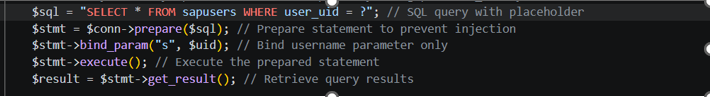 $sql = "SELECT * FROM sapusers WHERE user_uid = ?"; // SQL query with placeholder
$stmt = $conn->prepare($sql); // Prepare statement to prevent injection
$stmt->bind_param("s", $uid); // Bind username parameter only
$stmt->execute(); // Execute the prepared statement
$result = $stmt->get_result(); // Retrieve query results